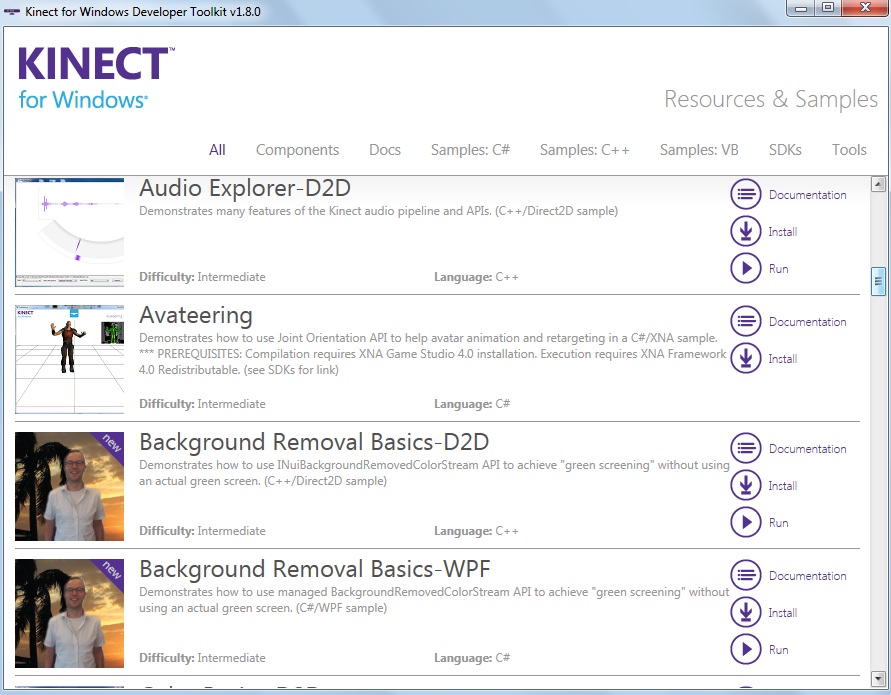 Kinect for Windows Developer Toolkit v1.8.0
KINECT™
for Windows®
Resources & Samples
All Components Docs Samples: C# Samples: C++ Samples: VB SDKs Tools
Audio Explorer-D2D
Demonstrates many features of the Kinect audio pipeline and APIs. (C++/Direct2D sample)
Difficulty: Intermediate Language: C++
Documentation
Install
Run
KINECT
Avateering
Demonstrates how to use Joint Orientation API to help avatar animation and retargeting in a C#/XNA sample.
*** PREREQUISITES: Compilation requires XNA Game Studio 4.0 installation. Execution requires XNA Framework
4.0 Redistributable. (see SDKs for link)
Difficulty: Intermediate Language: C#
Documentation
Install
new
Background Removal Basics-D2D
Demonstrates how to use INuiBackgroundRemovedColorStream API to achieve "green screening" without using
an actual green screen. (C++/Direct2D sample)
Difficulty: Intermediate Language: C++
Documentation
Install
Run
new
Background Removal Basics-WPF
Demonstrates how to use managed BackgroundRemovedColorStream API to achieve "green screening" without
using an actual green screen. (C#/WPF sample)
Difficulty: Intermediate Language: C#
Documentation
Install
Run